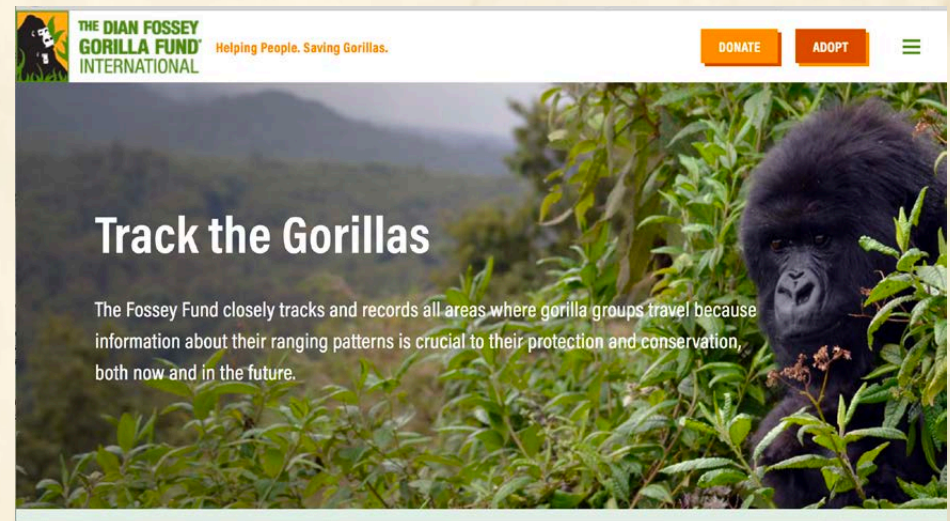 THE DIAN FOSSEY
GORILLA FUND®
INTERNATIONAL
Helping People. Saving Gorillas.
DONATE
ADOPT
Track the Gorillas
The Fossey Fund closely tracks and records all areas where gorilla groups travel because
information about their ranging patterns is crucial to their protection and conservation,
both now and in the future.